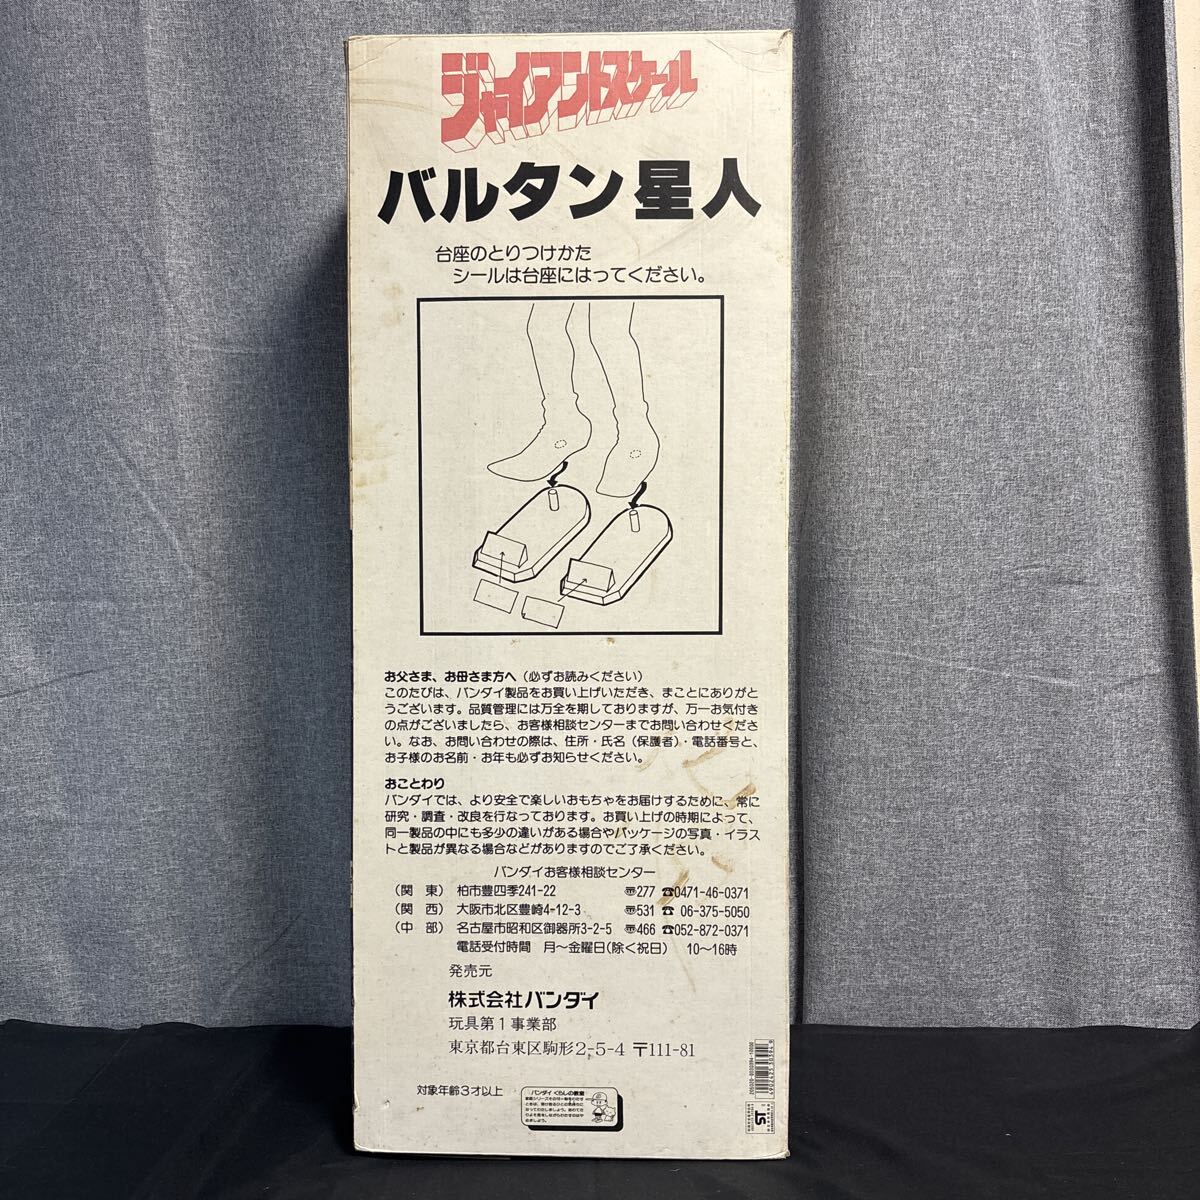 ジャイアントスケール
バルタン星人
台座のとりつけかた
シールは台座にはってください。
お父さま、お母さま方へ（必ずお読みください）
このたびは、バンダイ製品をお買い上げいただき、まことにありがと
うございます。品質管理には万全を期しておりますが、万一お気付き
の点がございましたら、お客様相談センターまでお問い合わせくださ
い。なお、お問い合わせの際は、住所・氏名（保護者）・電話番号と、
お子様のお名前・お年も必ずお知らせください。
おことわり
バンダイでは、より安全で楽しいおもちゃをお届けするために、常に
研究・調査・改良を行なっております。お買い上げの時期によって、
同一製品の中にも多少の違いがある場合やパッケージの写真・イラス
トと製品が異なる場合などがありますのでご了承ください。
バンダイお客様相談センター
（関　東）　柏市豊四季241-22　〠277 ☎0471-46-0371
（関　西）　大阪市北区豊崎4-12-3　〠531 ☎ 06-375-5050
（中　部）　名古屋市昭和区御器所3-2-5　〠466 ☎052-872-0371
電話受付時間　月～金曜日（除く祝日）　10～16時
発売元
株式会社バンダイ
玩具第1事業部
東京都台東区駒形2-5-4 〒111-81
対象年齢3才以上
バンダイ くらしの教室
ST